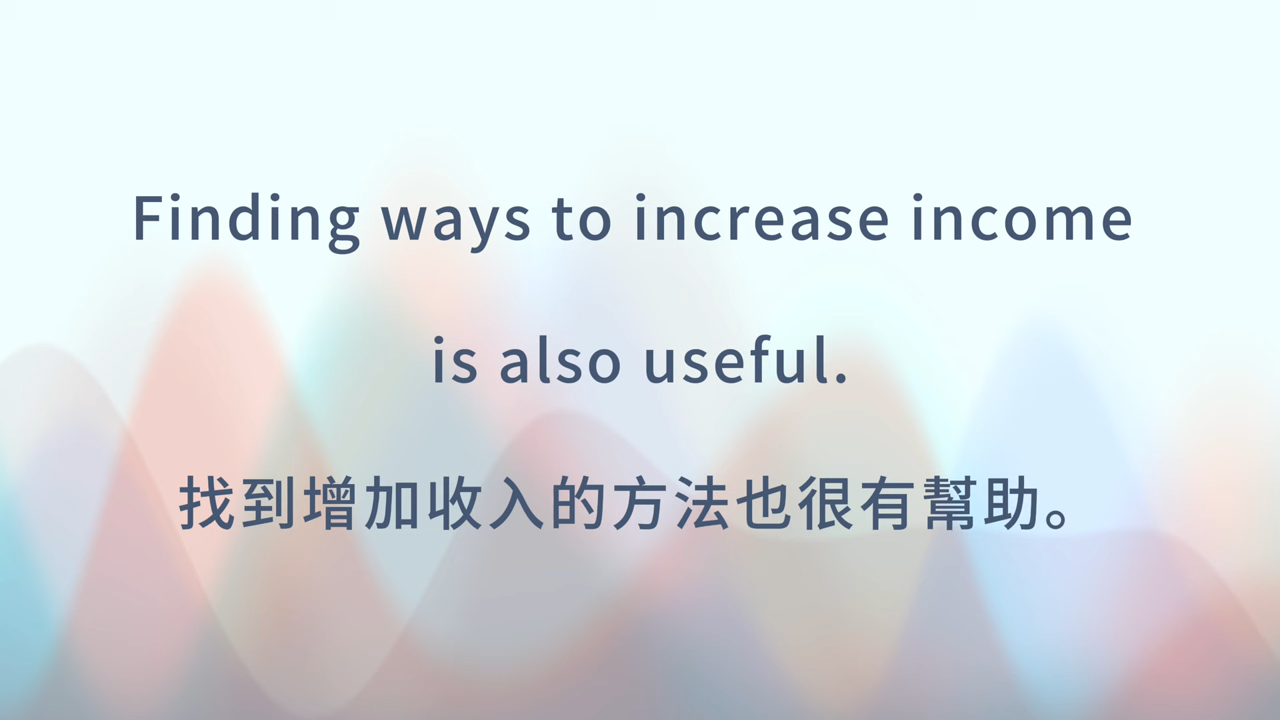 Finding ways to increase income
is also useful.
找到增加收入的方法也很有幫助。